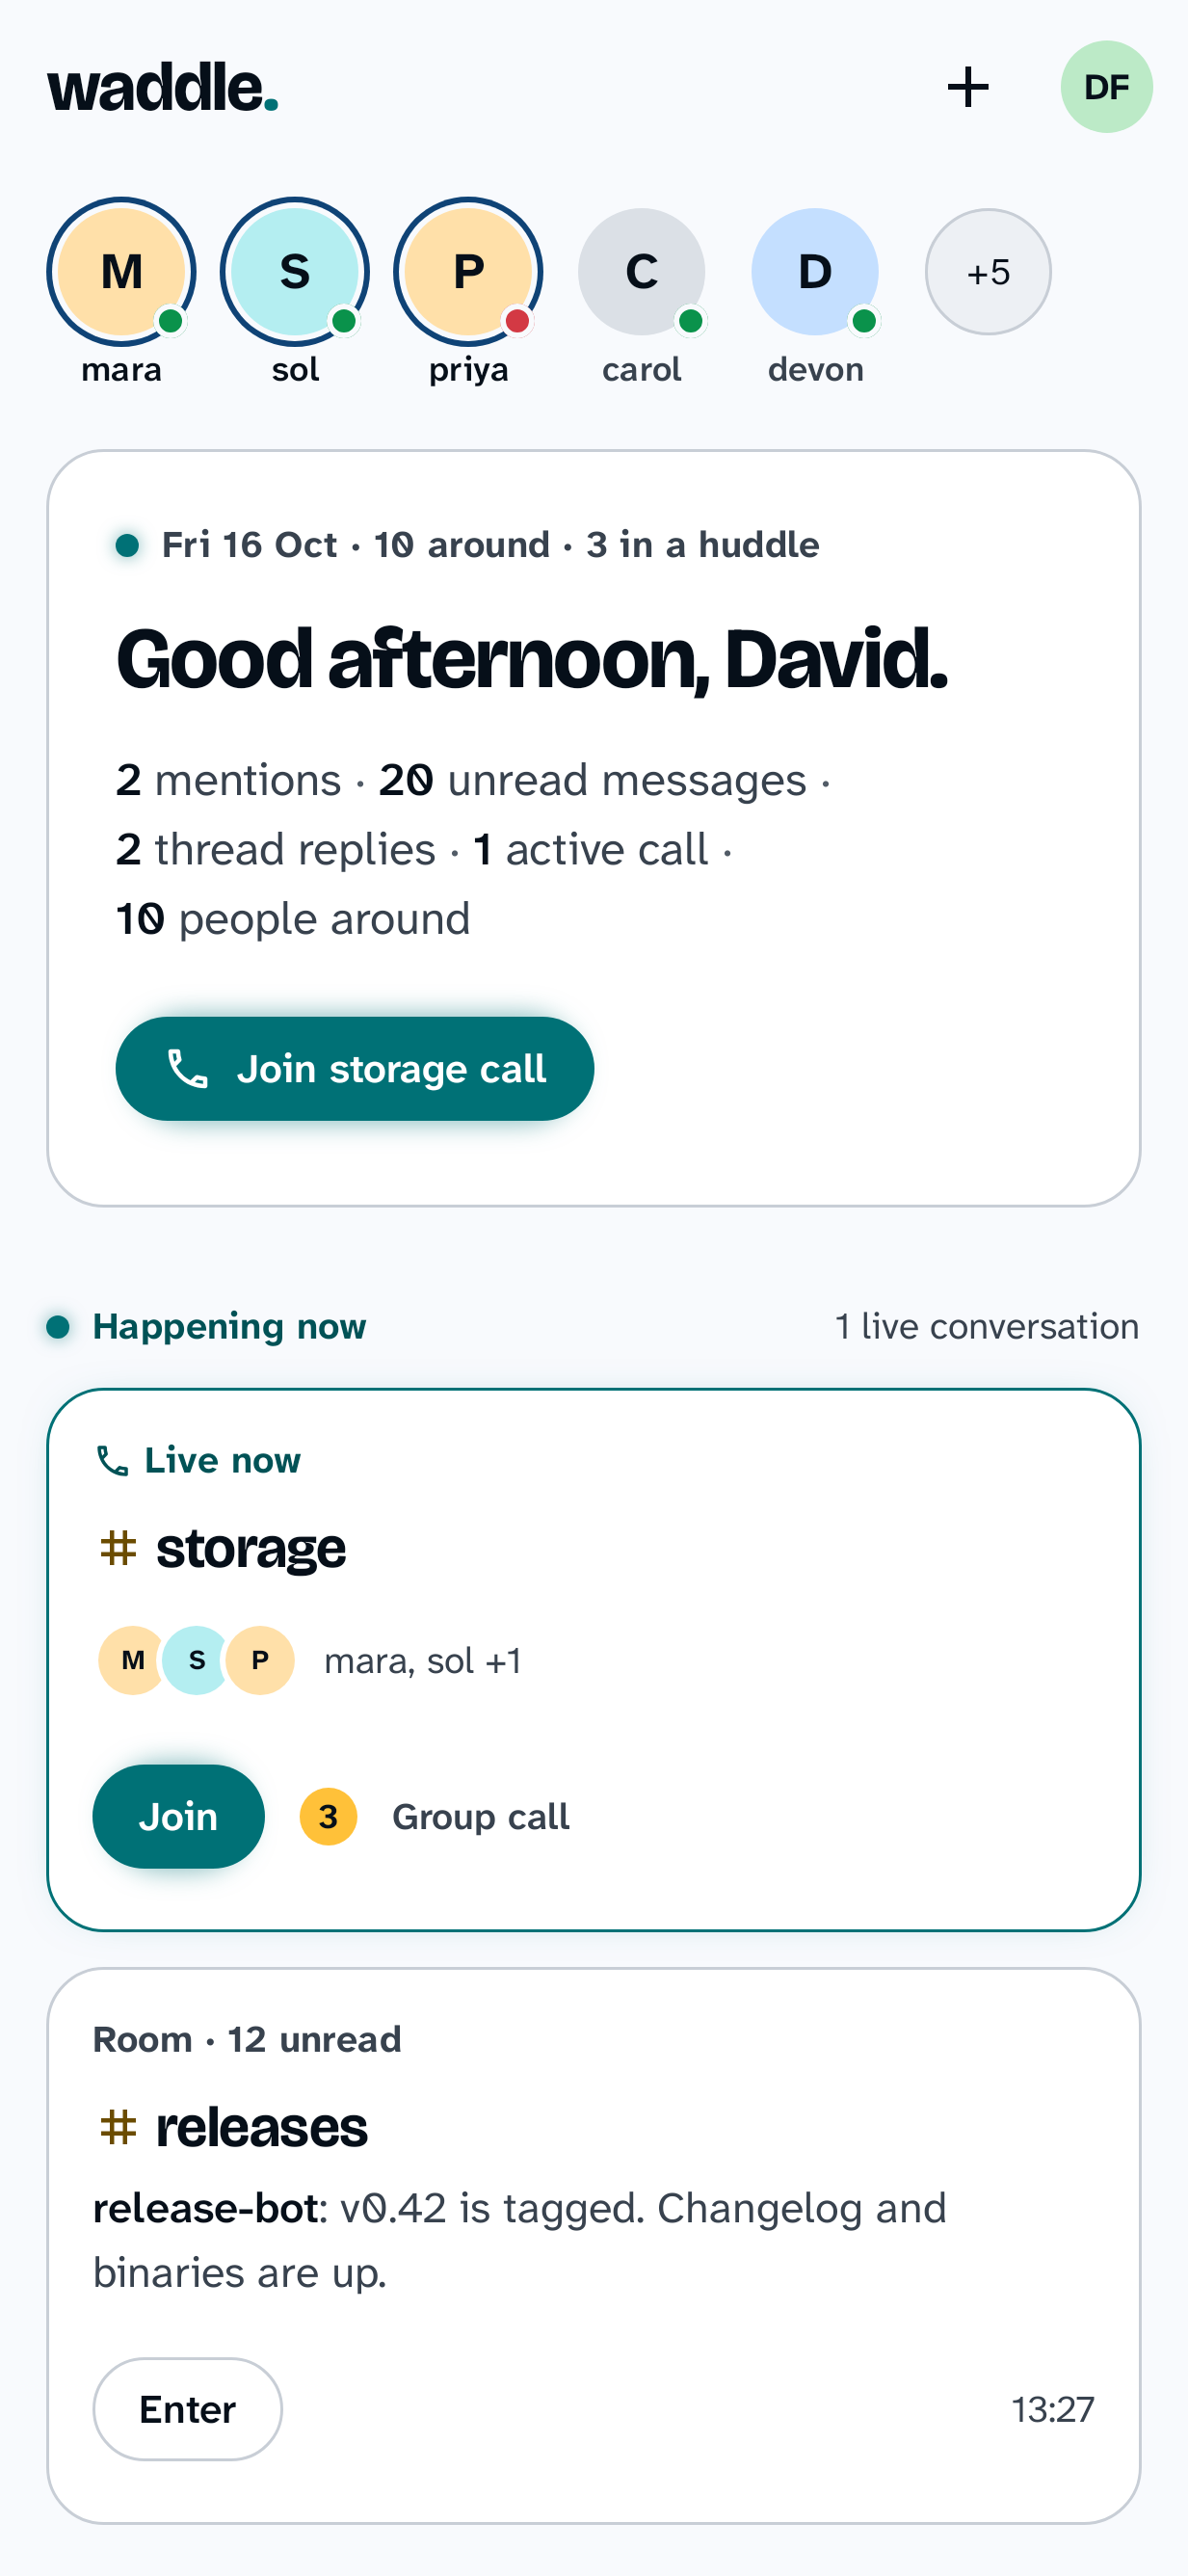 waddle.
+
DF
M S P C D +5
mara sol priya carol devon
Fri 16 Oct · 10 around · 3 in a huddle
Good afternoon, David.
2 mentions · 20 unread messages ·
2 thread replies · 1 active call ·
10 people around
Join storage call
Happening now 1 live conversation
Live now
# storage
M S P mara, sol +1
Join 3 Group call
Room · 12 unread
# releases
release-bot: v0.42 is tagged. Changelog and
binaries are up.
Enter 13:27